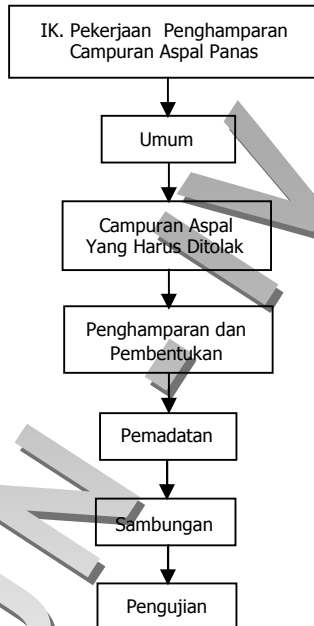 IK. Pekerjaan Penghamparan
Campuran Aspal Panas
Umum
Campuran Aspal
Yang Harus Ditolak
Penghamparan dan
Pembentukan
Pemadatan
Sambungan
Pengujian